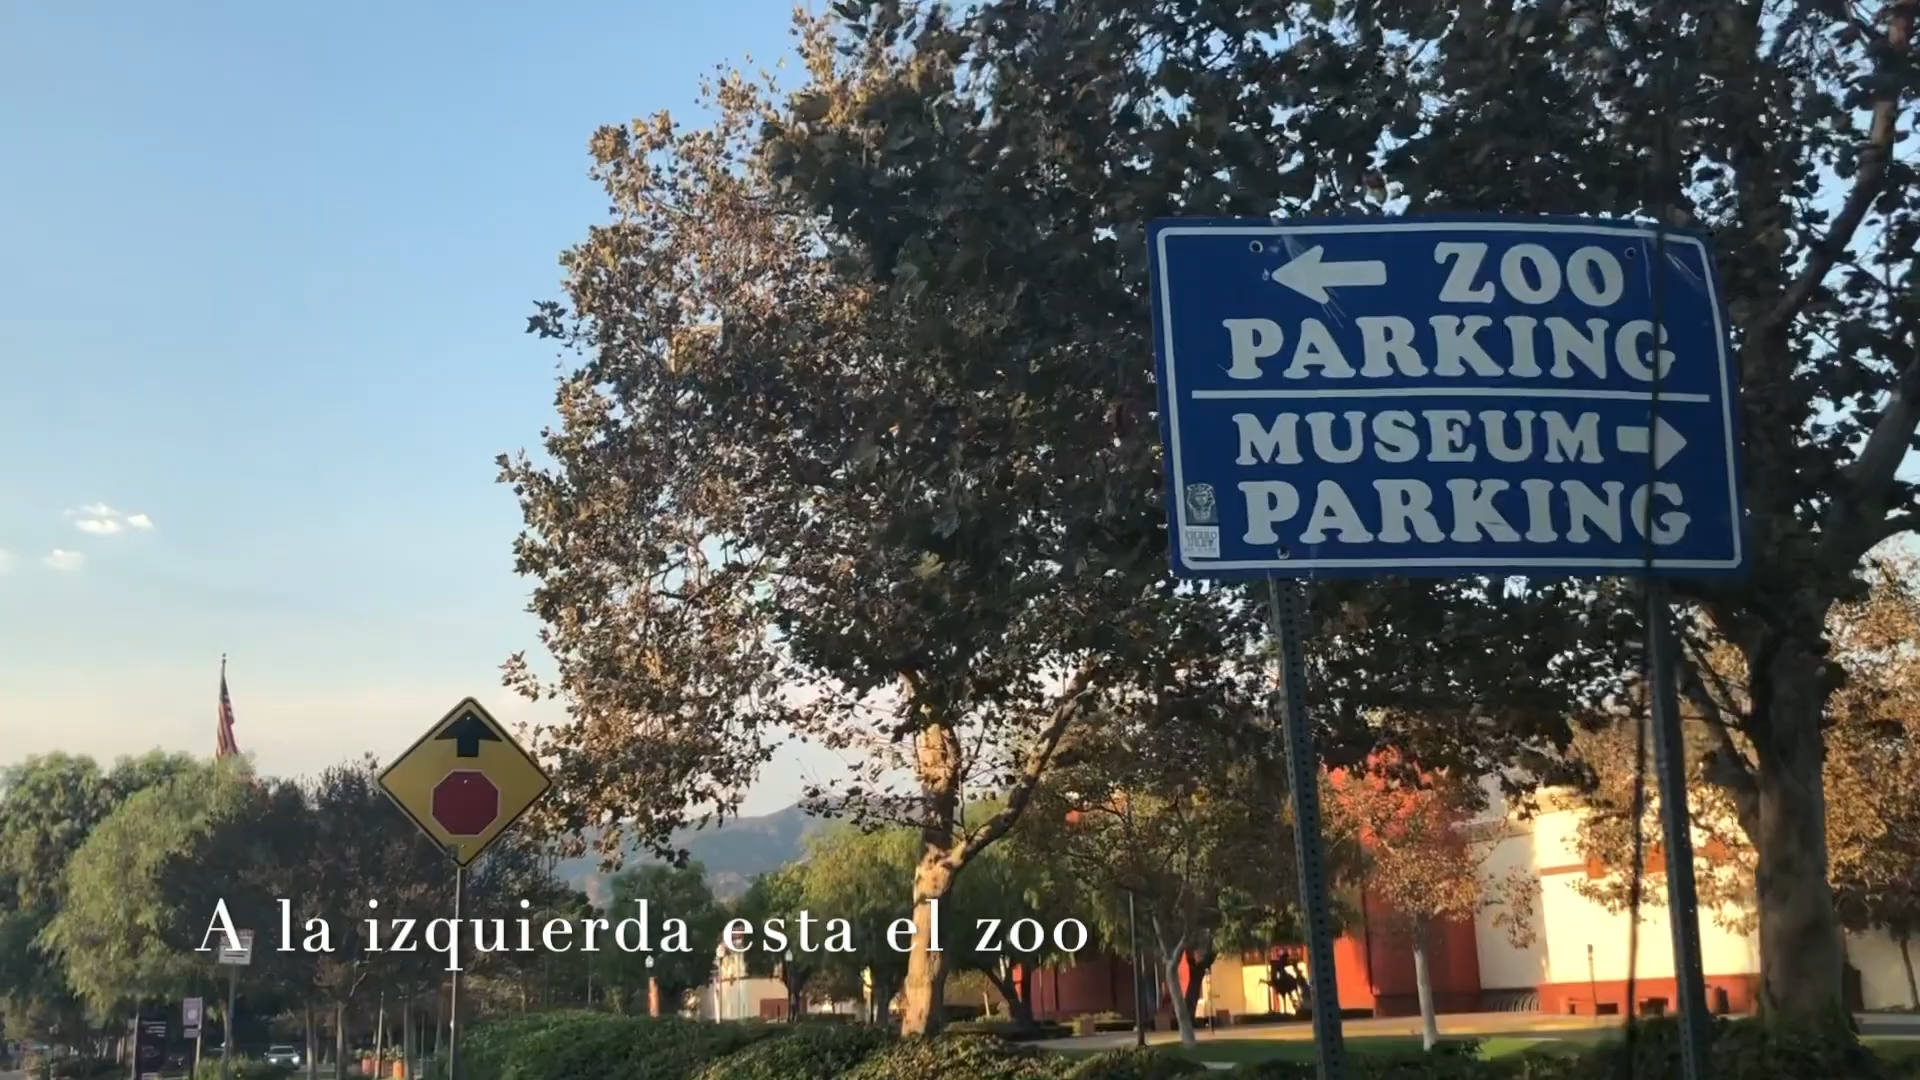 ZOO
PARKING
MUSEUM
PARKING
A la izquierda esta el zoo